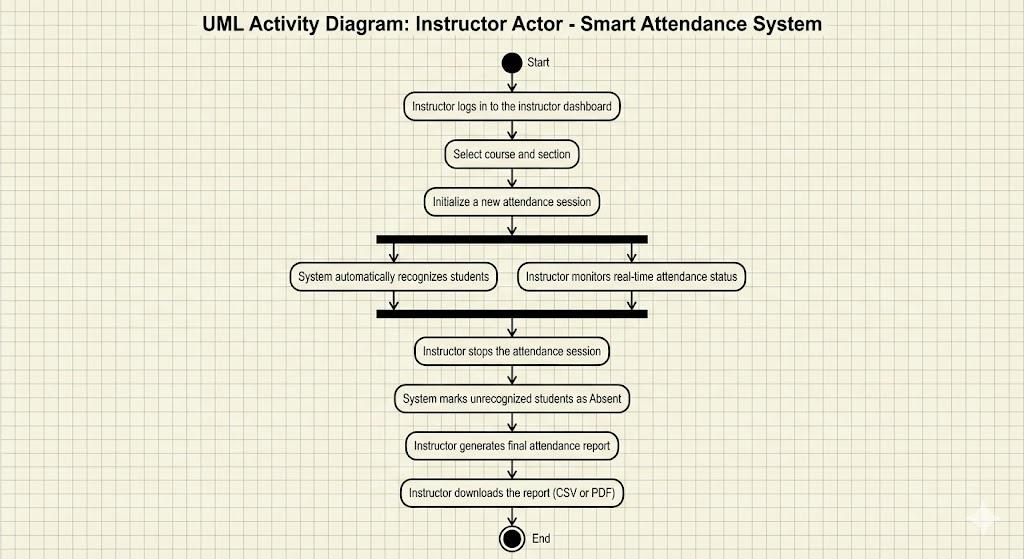 UML Activity Diagram: Instructor Actor - Smart Attendance System
Start
Instructor logs in to the instructor dashboard
Select course and section
Initialize a new attendance session
System automatically recognizes students
Instructor monitors real-time attendance status
Instructor stops the attendance session
System marks unrecognized students as Absent
Instructor generates final attendance report
Instructor downloads the report (CSV or PDF)
End